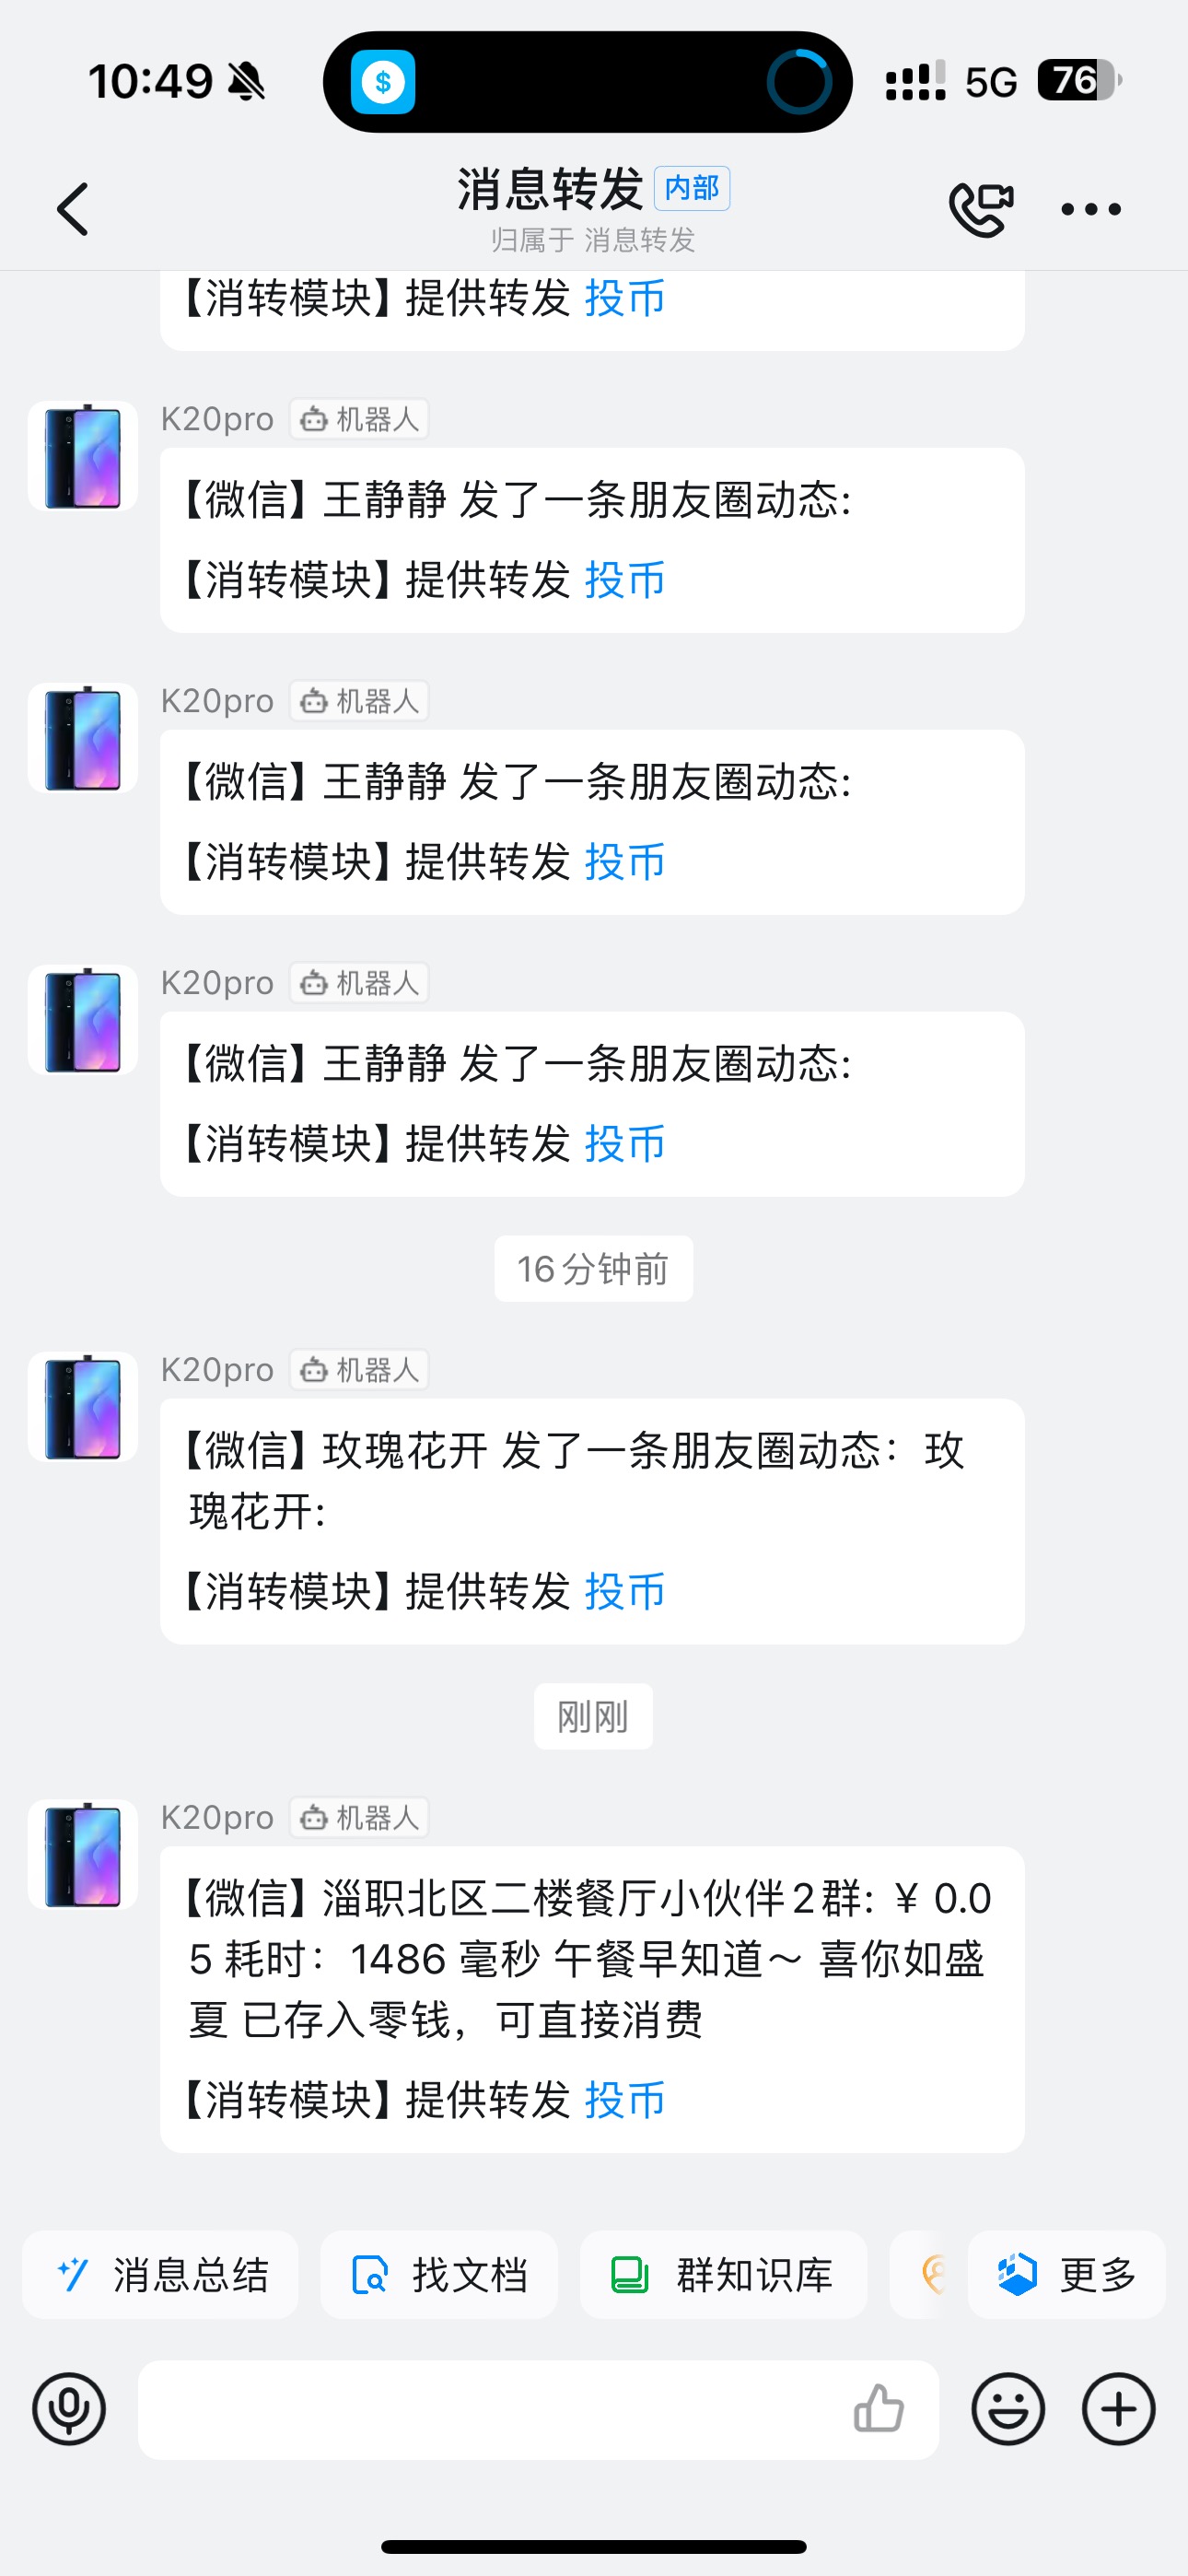 10:49
5G
76
消息转发 内部
归属于 消息转发
【消转模块】提供转发 投币
K20pro 机器人
【微信】王静静 发了一条朋友圈动态:
【消转模块】提供转发 投币
K20pro 机器人
【微信】王静静 发了一条朋友圈动态:
【消转模块】提供转发 投币
K20pro 机器人
【微信】王静静 发了一条朋友圈动态:
【消转模块】提供转发 投币
16分钟前
K20pro 机器人
【微信】玫瑰花开 发了一条朋友圈动态：玫
瑰花开:
【消转模块】提供转发 投币
刚刚
K20pro 机器人
【微信】淄职北区二楼餐厅小伙伴2群: ¥ 0.0
5 耗时：1486 毫秒 午餐早知道～ 喜你如盛
夏 已存入零钱，可直接消费
【消转模块】提供转发 投币
消息总结 找文档 群知识库 更多